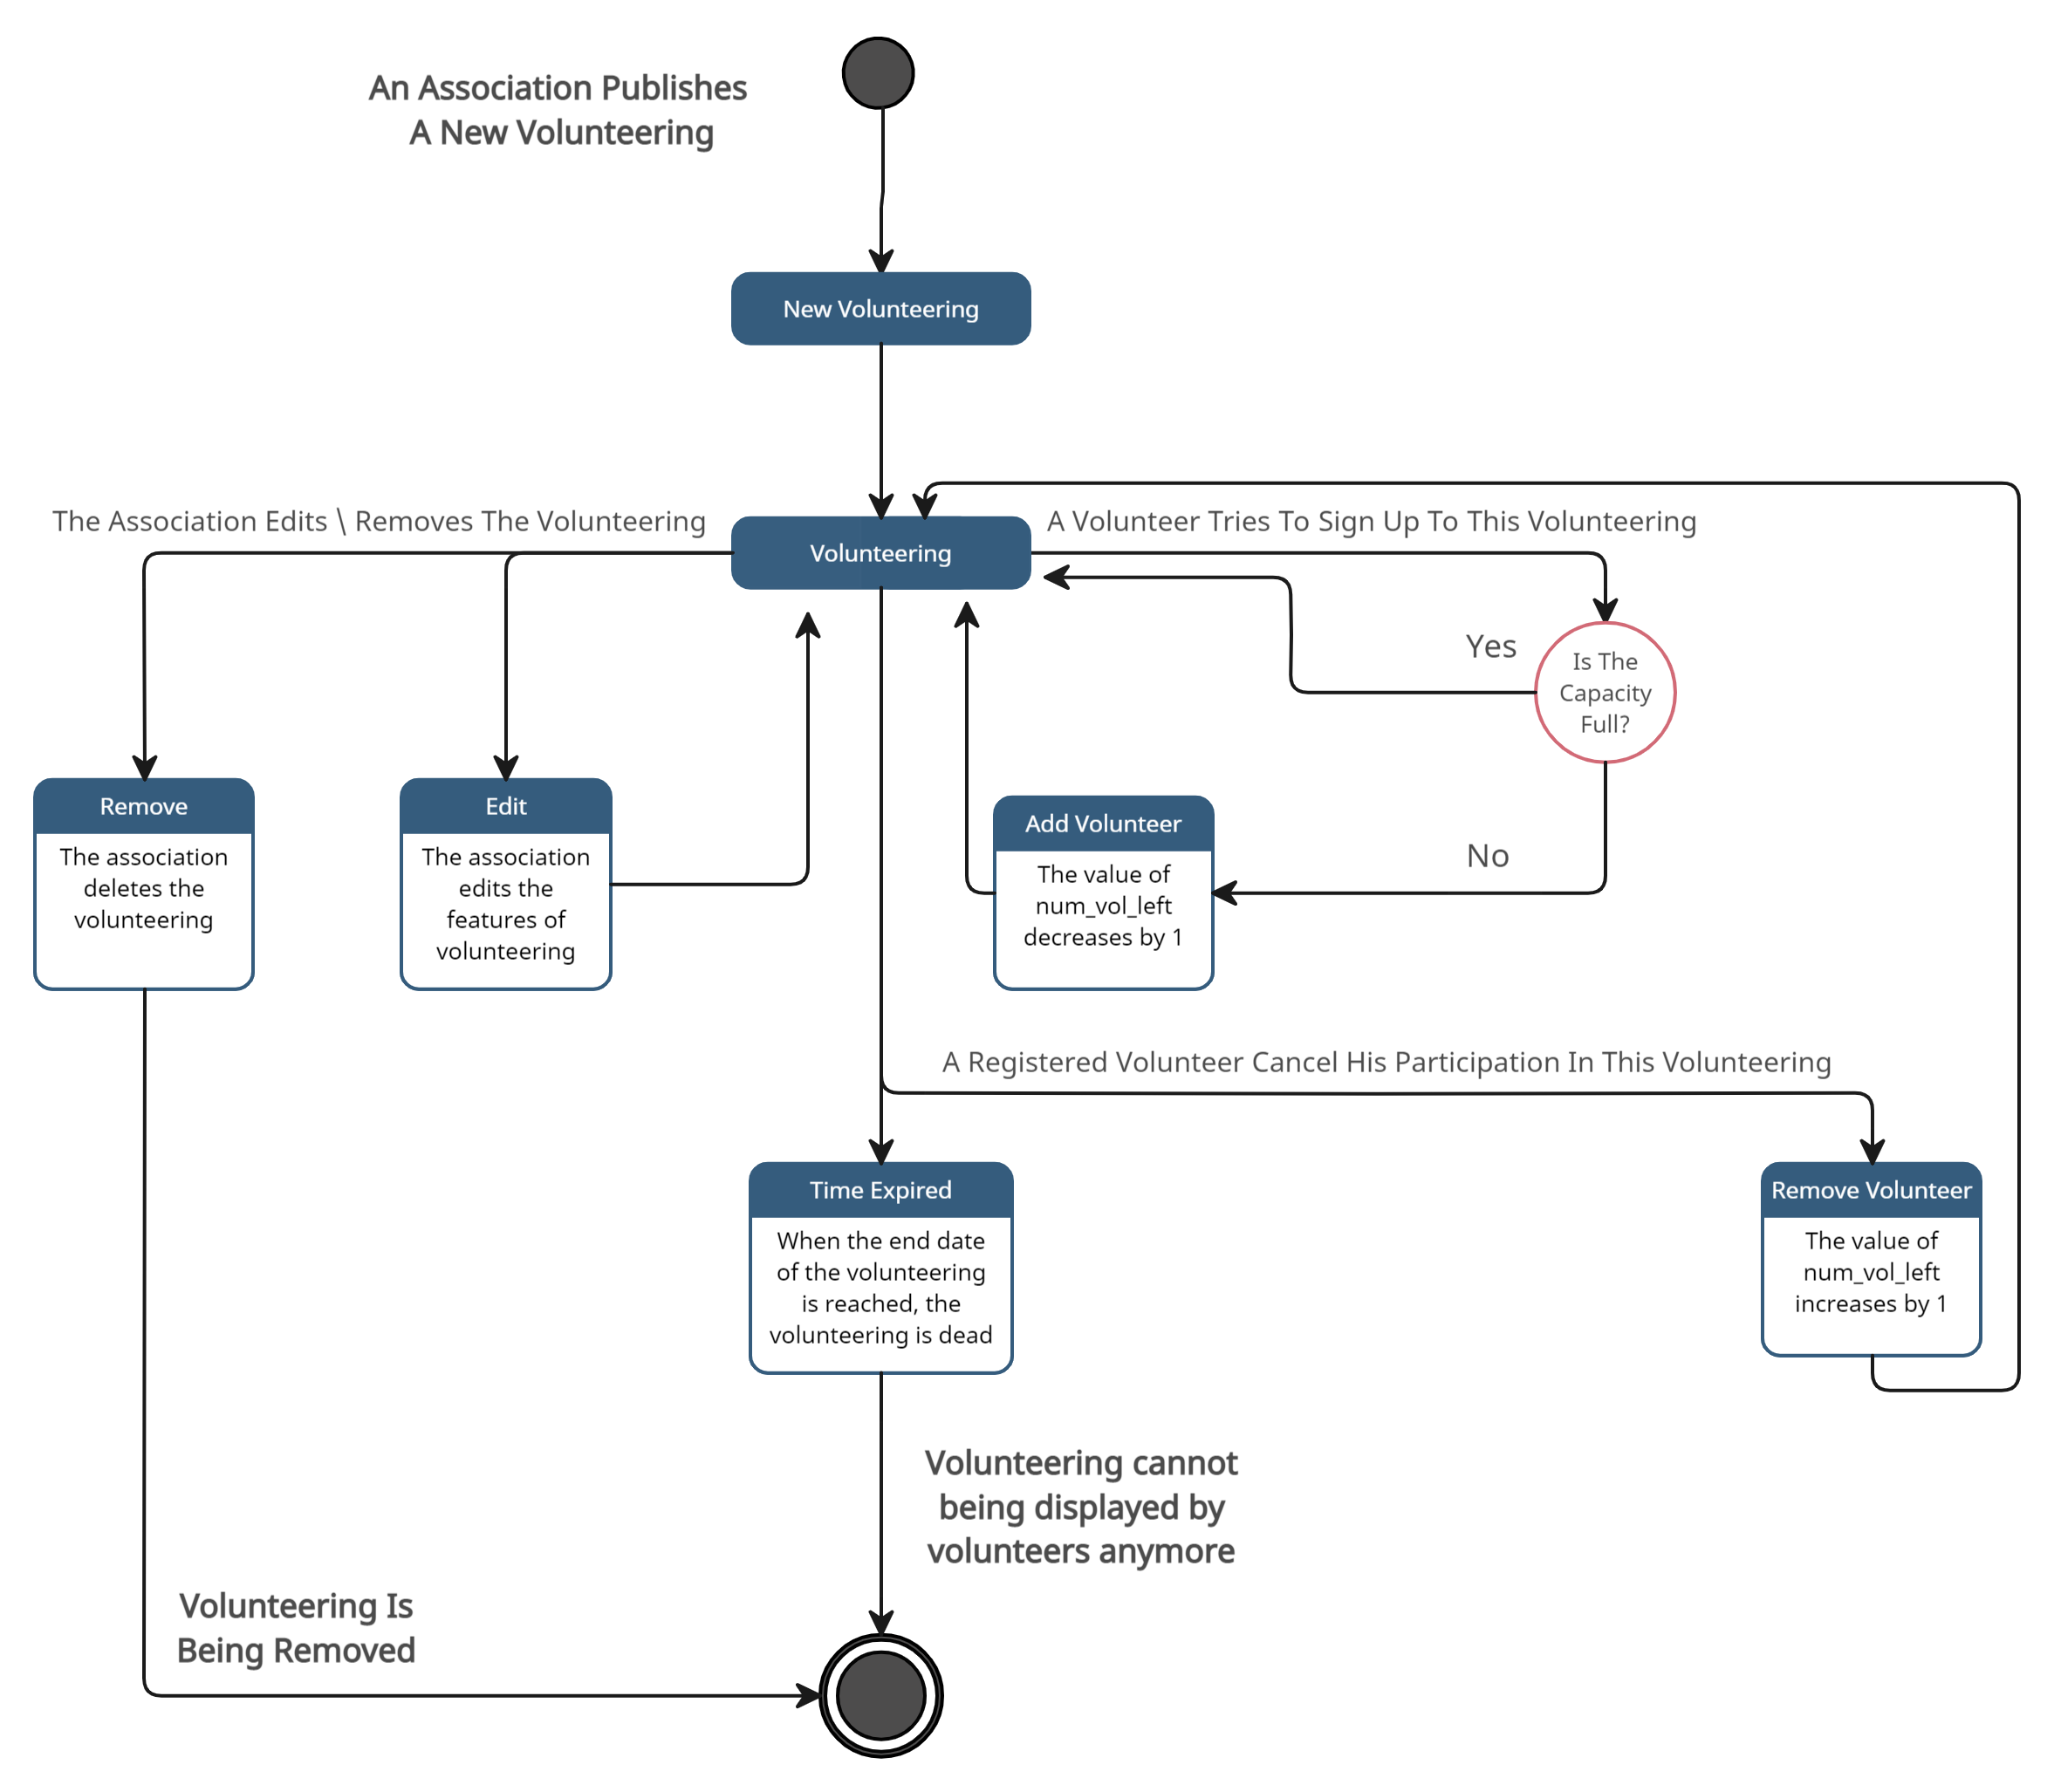 An Association Publishes
A New Volunteering
New Volunteering
The Association Edits \ Removes The Volunteering
Volunteering
A Volunteer Tries To Sign Up To This Volunteering
Yes
Is The
Capacity
Full?
No
Remove
The association
deletes the
volunteering
Edit
The association
edits the
features of
volunteering
Add Volunteer
The value of
num_vol_left
decreases by 1
A Registered Volunteer Cancel His Participation In This Volunteering
Time Expired
When the end date
of the volunteering
is reached, the
volunteering is dead
Remove Volunteer
The value of
num_vol_left
increases by 1
Volunteering cannot
being displayed by
volunteers anymore
Volunteering Is
Being Removed